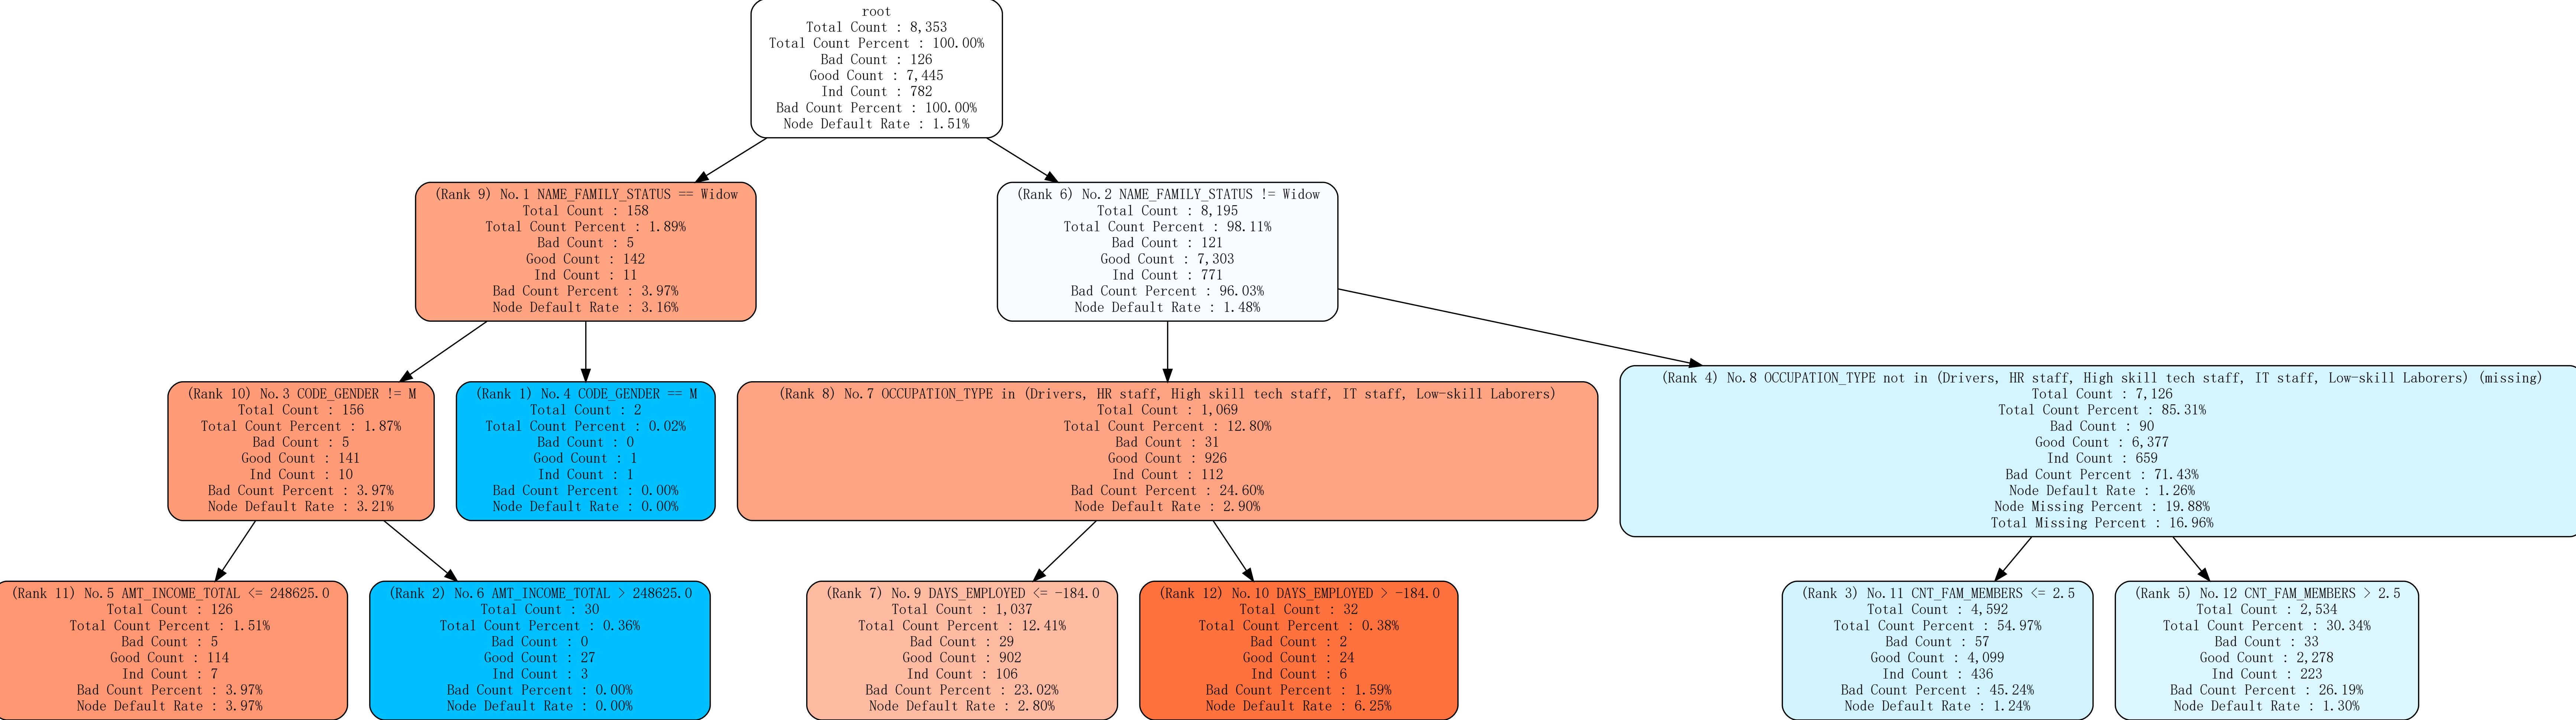 root
Total Count : 8,353
Total Count Percent : 100.00%
Bad Count : 126
Good Count : 7,445
Ind Count : 782
Bad Count Percent : 100.00%
Node Default Rate : 1.51%
(Rank 9) No.1 NAME_FAMILY_STATUS == Widow
Total Count : 158
Total Count Percent : 1.89%
Bad Count : 5
Good Count : 142
Ind Count : 11
Bad Count Percent : 3.97%
Node Default Rate : 3.16%
(Rank 6) No.2 NAME_FAMILY_STATUS != Widow
Total Count : 8,195
Total Count Percent : 98.11%
Bad Count : 121
Good Count : 7,303
Ind Count : 771
Bad Count Percent : 96.03%
Node Default Rate : 1.48%
(Rank 10) No.3 CODE_GENDER != M
Total Count : 156
Total Count Percent : 1.87%
Bad Count : 5
Good Count : 141
Ind Count : 10
Bad Count Percent : 3.97%
Node Default Rate : 3.21%
(Rank 1) No.4 CODE_GENDER == M
Total Count : 2
Total Count Percent : 0.02%
Bad Count : 0
Good Count : 1
Ind Count : 1
Bad Count Percent : 0.00%
Node Default Rate : 0.00%
(Rank 8) No.7 OCCUPATION_TYPE in (Drivers, HR staff, High skill tech staff, IT staff, Low-skill Laborers)
Total Count : 1,069
Total Count Percent : 12.80%
Bad Count : 31
Good Count : 926
Ind Count : 112
Bad Count Percent : 24.60%
Node Default Rate : 2.90%
(Rank 4) No.8 OCCUPATION_TYPE not in (Drivers, HR staff, High skill tech staff, IT staff, Low-skill Laborers) (missing)
Total Count : 7,126
Total Count Percent : 85.31%
Bad Count : 90
Good Count : 6,377
Ind Count : 659
Bad Count Percent : 71.43%
Node Default Rate : 1.26%
Node Missing Percent : 19.88%
Total Missing Percent : 16.96%
(Rank 11) No.5 AMT_INCOME_TOTAL <= 248625.0
Total Count : 126
Total Count Percent : 1.51%
Bad Count : 5
Good Count : 114
Ind Count : 7
Bad Count Percent : 3.97%
Node Default Rate : 3.97%
(Rank 2) No.6 AMT_INCOME_TOTAL > 248625.0
Total Count : 30
Total Count Percent : 0.36%
Bad Count : 0
Good Count : 27
Ind Count : 3
Bad Count Percent : 0.00%
Node Default Rate : 0.00%
(Rank 7) No.9 DAYS_EMPLOYED <= -184.0
Total Count : 1,037
Total Count Percent : 12.41%
Bad Count : 29
Good Count : 902
Ind Count : 106
Bad Count Percent : 23.02%
Node Default Rate : 2.80%
(Rank 12) No.10 DAYS_EMPLOYED > -184.0
Total Count : 32
Total Count Percent : 0.38%
Bad Count : 2
Good Count : 24
Ind Count : 6
Bad Count Percent : 1.59%
Node Default Rate : 6.25%
(Rank 3) No.11 CNT_FAM_MEMBERS <= 2.5
Total Count : 4,592
Total Count Percent : 54.97%
Bad Count : 57
Good Count : 4,099
Ind Count : 436
Bad Count Percent : 45.24%
Node Default Rate : 1.24%
(Rank 5) No.12 CNT_FAM_MEMBERS > 2.5
Total Count : 2,534
Total Count Percent : 30.34%
Bad Count : 33
Good Count : 2,278
Ind Count : 223
Bad Count Percent : 26.19%
Node Default Rate : 1.30%